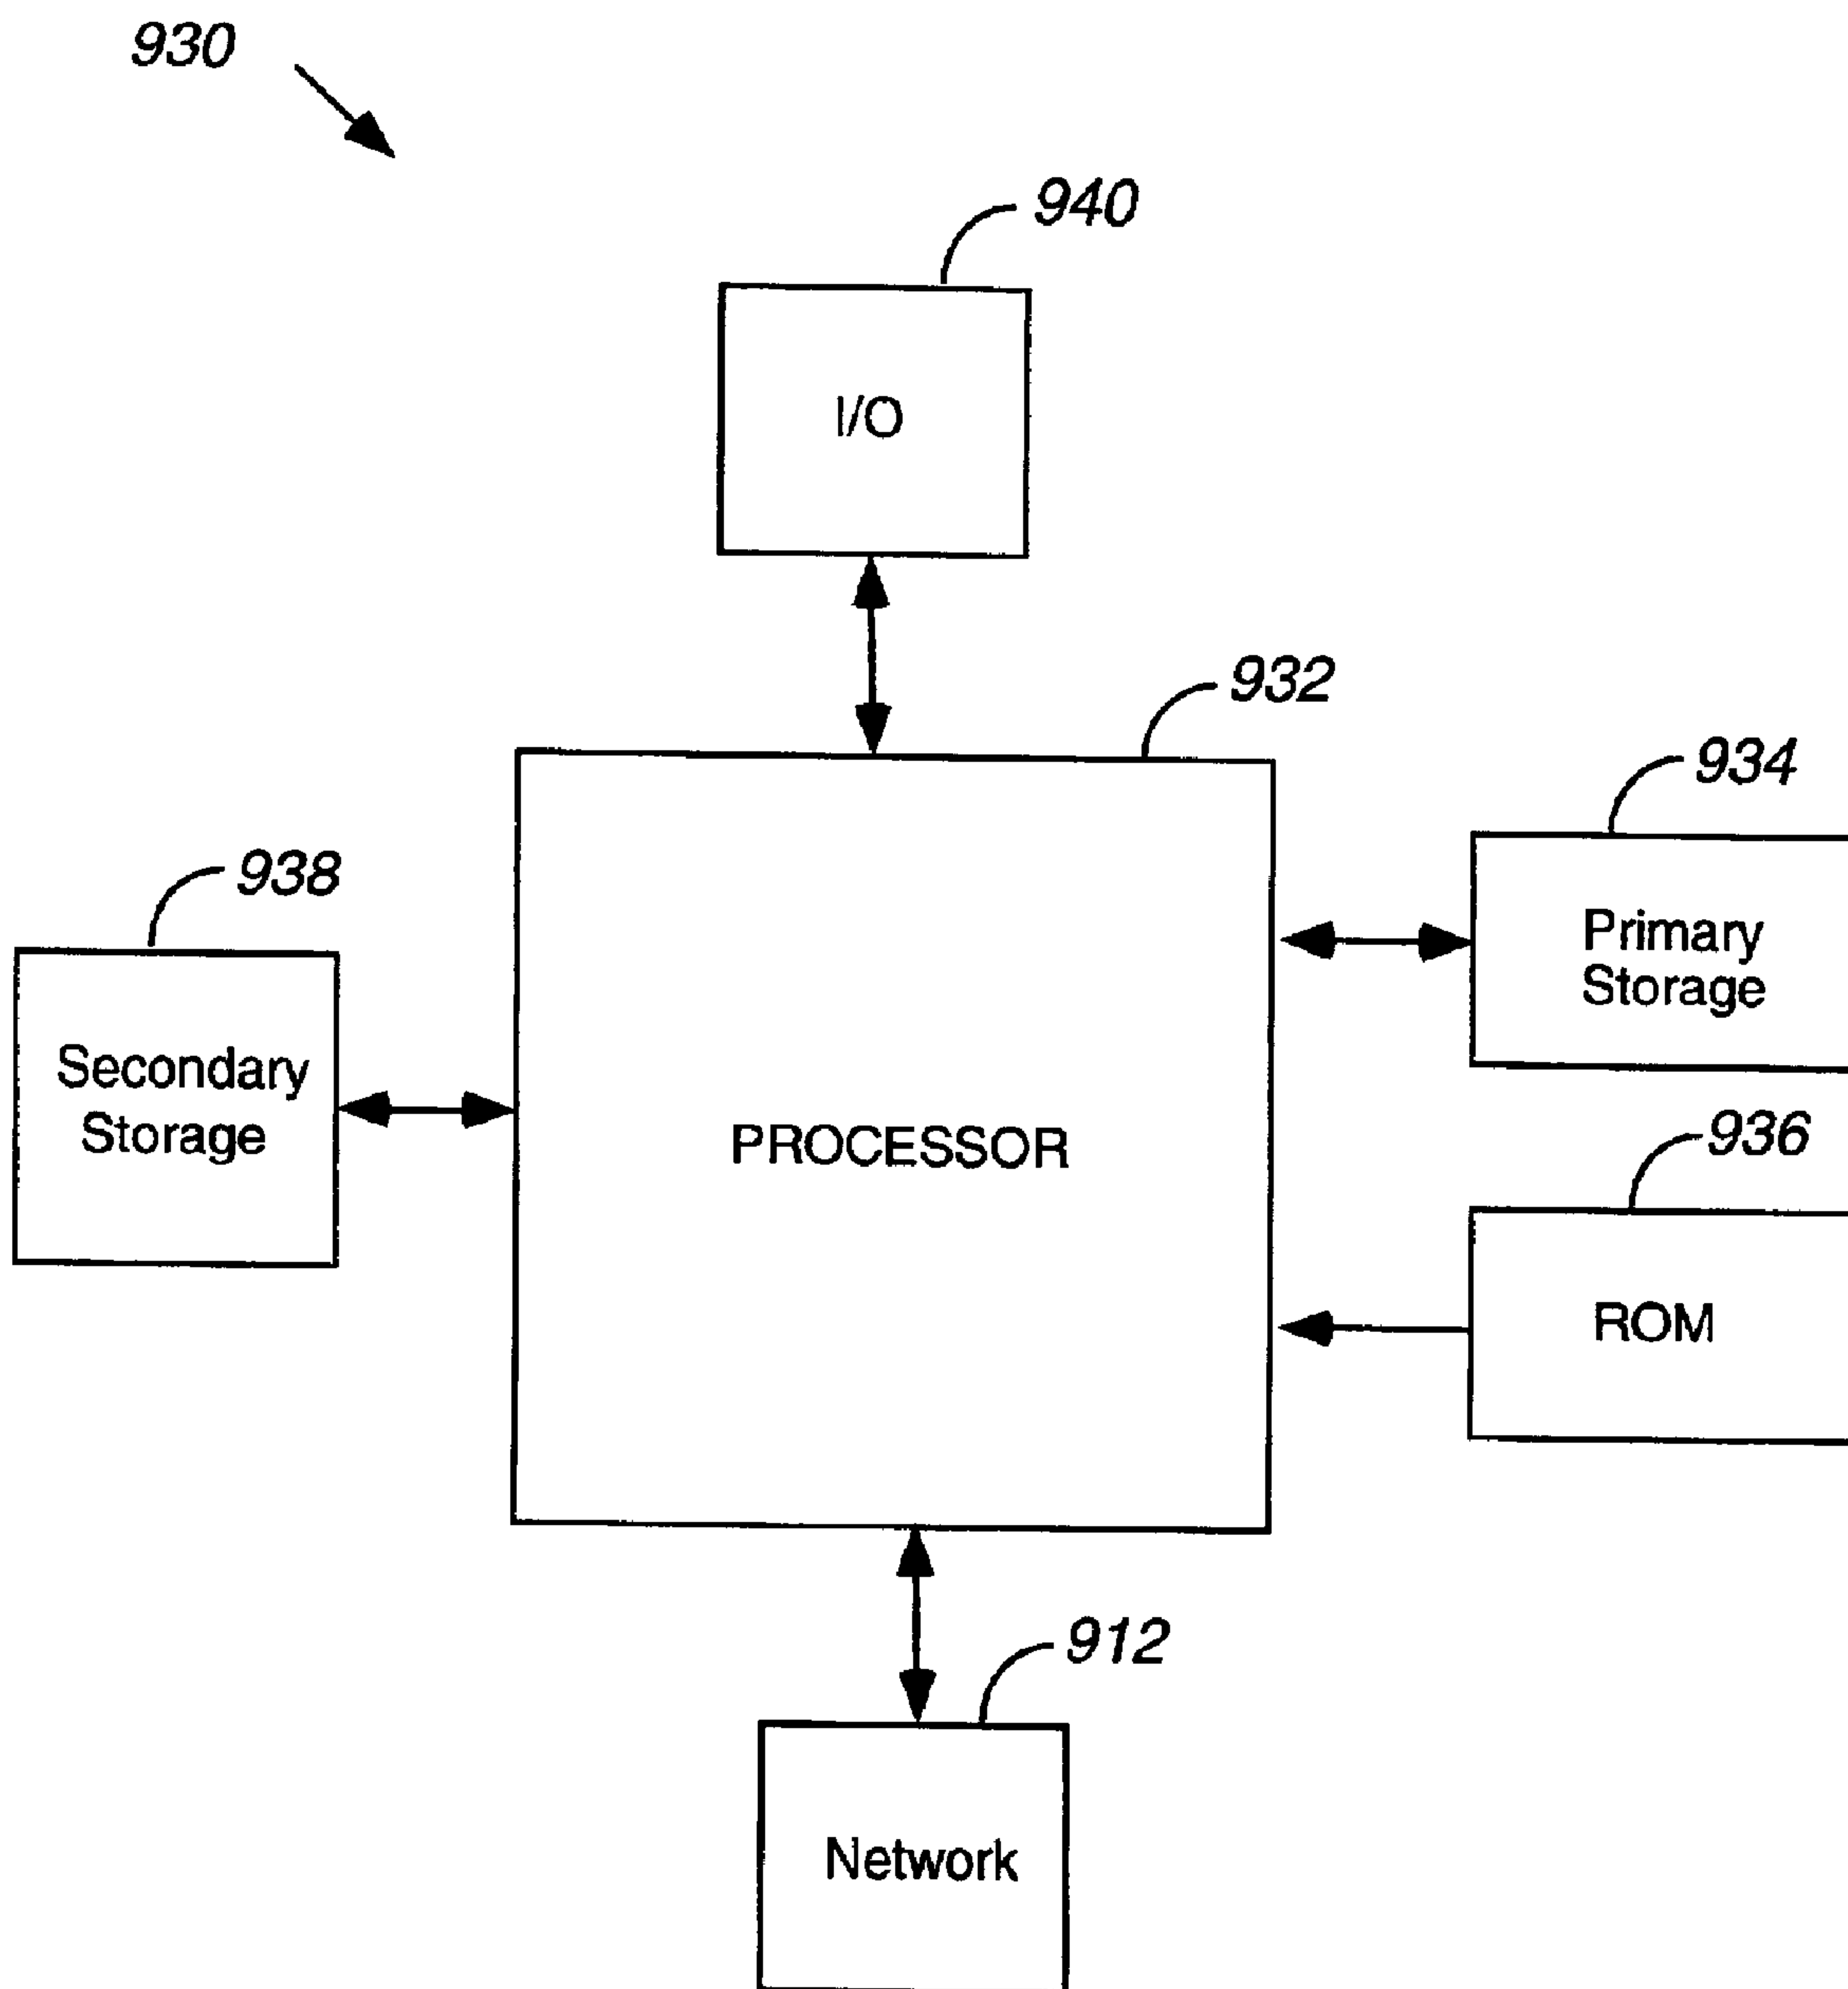 930
940
I/O
932
934
938
Primary
Storage
Secondary
Storage
PROCESSOR
936
ROM
912
Network